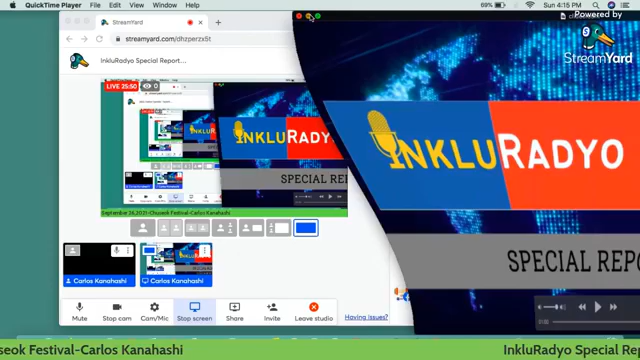 QuickTime Player File Edit View Window Help
69% Sun 4:15 PM
Powered by
StreamYard
StreamYard
streamyard.com/dhzperzx5t
InkluRadyo Special Report...
LIVE 25:50 0
INKLURADYO
SPECIAL RE
September 26,2021-Chuseok Festival-Carlos Kanahashi
INKLURADYO
SPECIAL REPO
Carlos Kanahashi
Carlos Kanahashi
Mute
Stop cam
Cam/Mic
Stop screen
Share
Invite
Leave studio
Having Issues?
seok Festival-Carlos Kanahashi
InkluRadyo Special Re